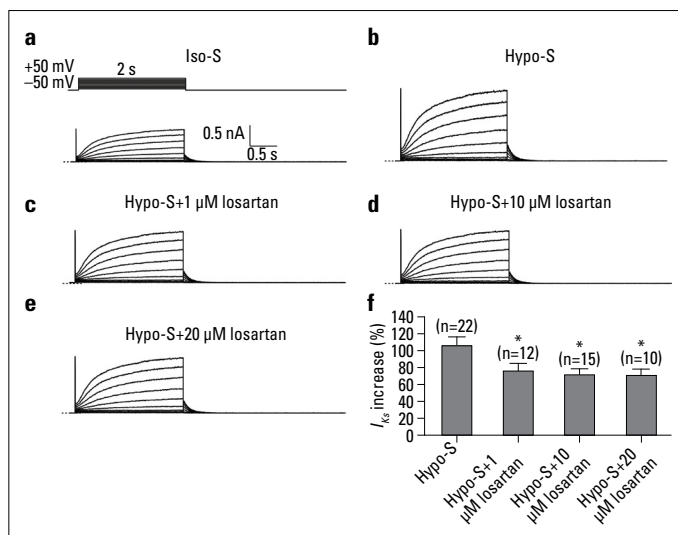 a
Iso-S
+50 mV
–50 mV
2 s
0.5 nA
0.5 s
b
Hypo-S
c
Hypo-S+1 μM losartan
d
Hypo-S+10 μM losartan
e
Hypo-S+20 μM losartan
f
I Ks increase (%)
140
120
100
80
60
40
20
0
(n=22)
*
(n=12)
*
(n=15)
*
(n=10)
Hypo-S
Hypo-S+1
μM losartan
Hypo-S+10
μM losartan
Hypo-S+20
μM losartan